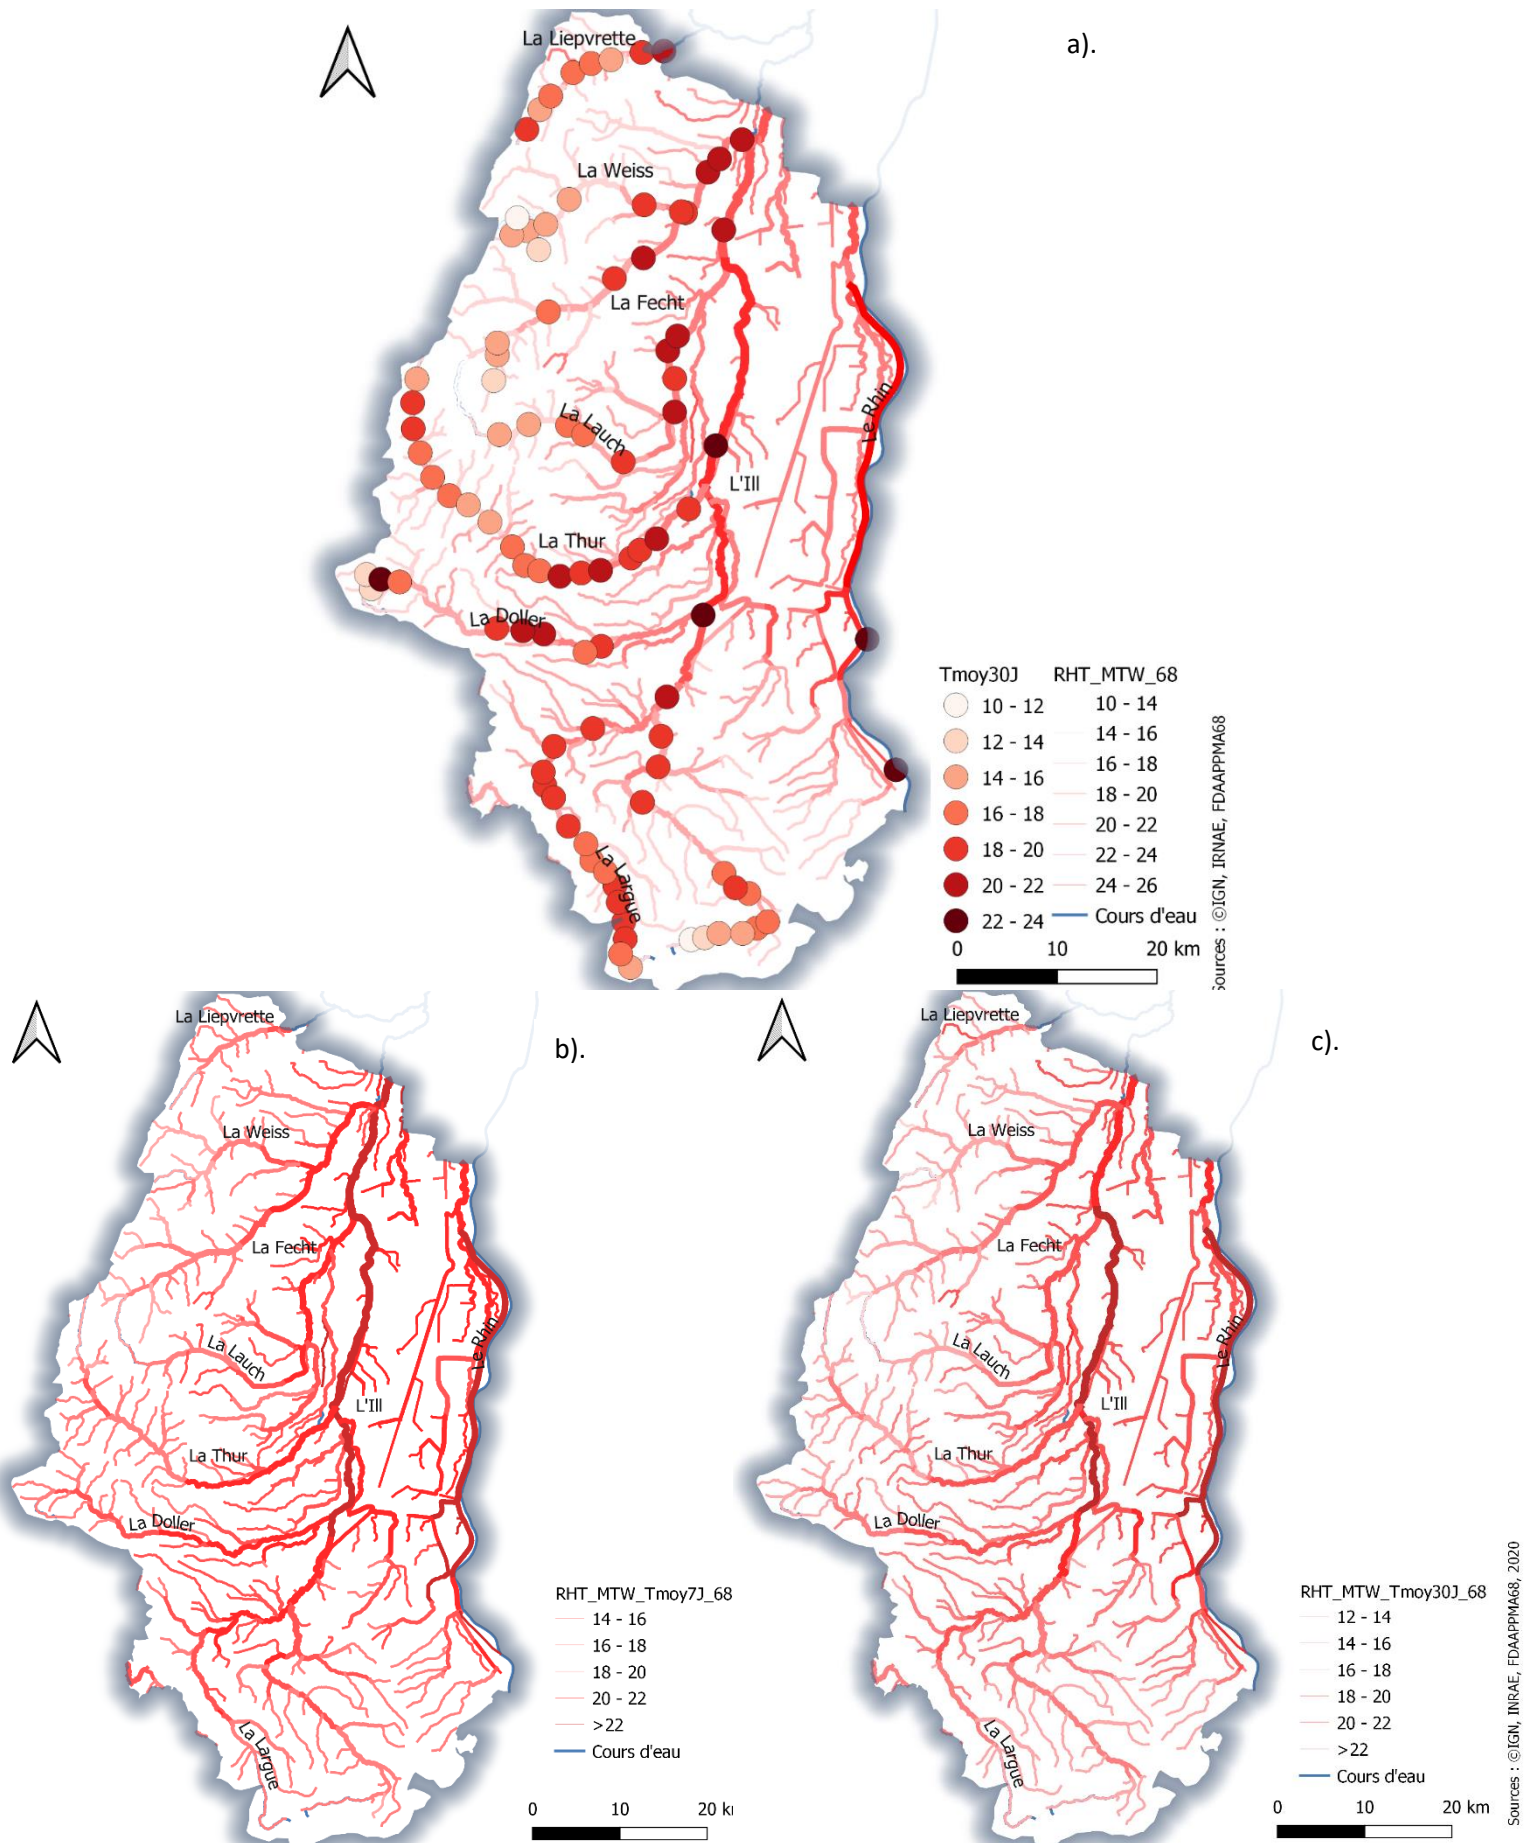 La Liepvrette
a).
La Weiss
La Fecht
Le Rhin
La Lauch
L'Ill
La Thur
La Doller
La Largue
Tmoy30J RHT_MTW_68
10 - 12 10 - 14
12 - 14 14 - 16
14 - 16 16 - 18
16 - 18 18 - 20
18 - 20 20 - 22
20 - 22 22 - 24
22 - 24 24 - 26
Cours d'eau
0 10 20 km
Sources : ©IGN, IRNAE, FDAAPPMA68
La Liepvrette
b).
La Weiss
La Fecht
Le Rhin
La Lauch
L'Ill
La Thur
La Doller
La Largue
RHT_MTW_Tmoy7J_68
14 - 16
16 - 18
18 - 20
20 - 22
>22
Cours d'eau
0 10 20 k
La Liepvrette
c).
La Weiss
La Fecht
Le Rhin
La Lauch
L'Ill
La Thur
La Doller
La Largue
RHT_MTW_Tmoy30J_68
12 - 14
14 - 16
16 - 18
18 - 20
20 - 22
>22
Cours d'eau
0 10 20 km
Sources : ©IGN, INRAE, FDAAPPMA68, 2020